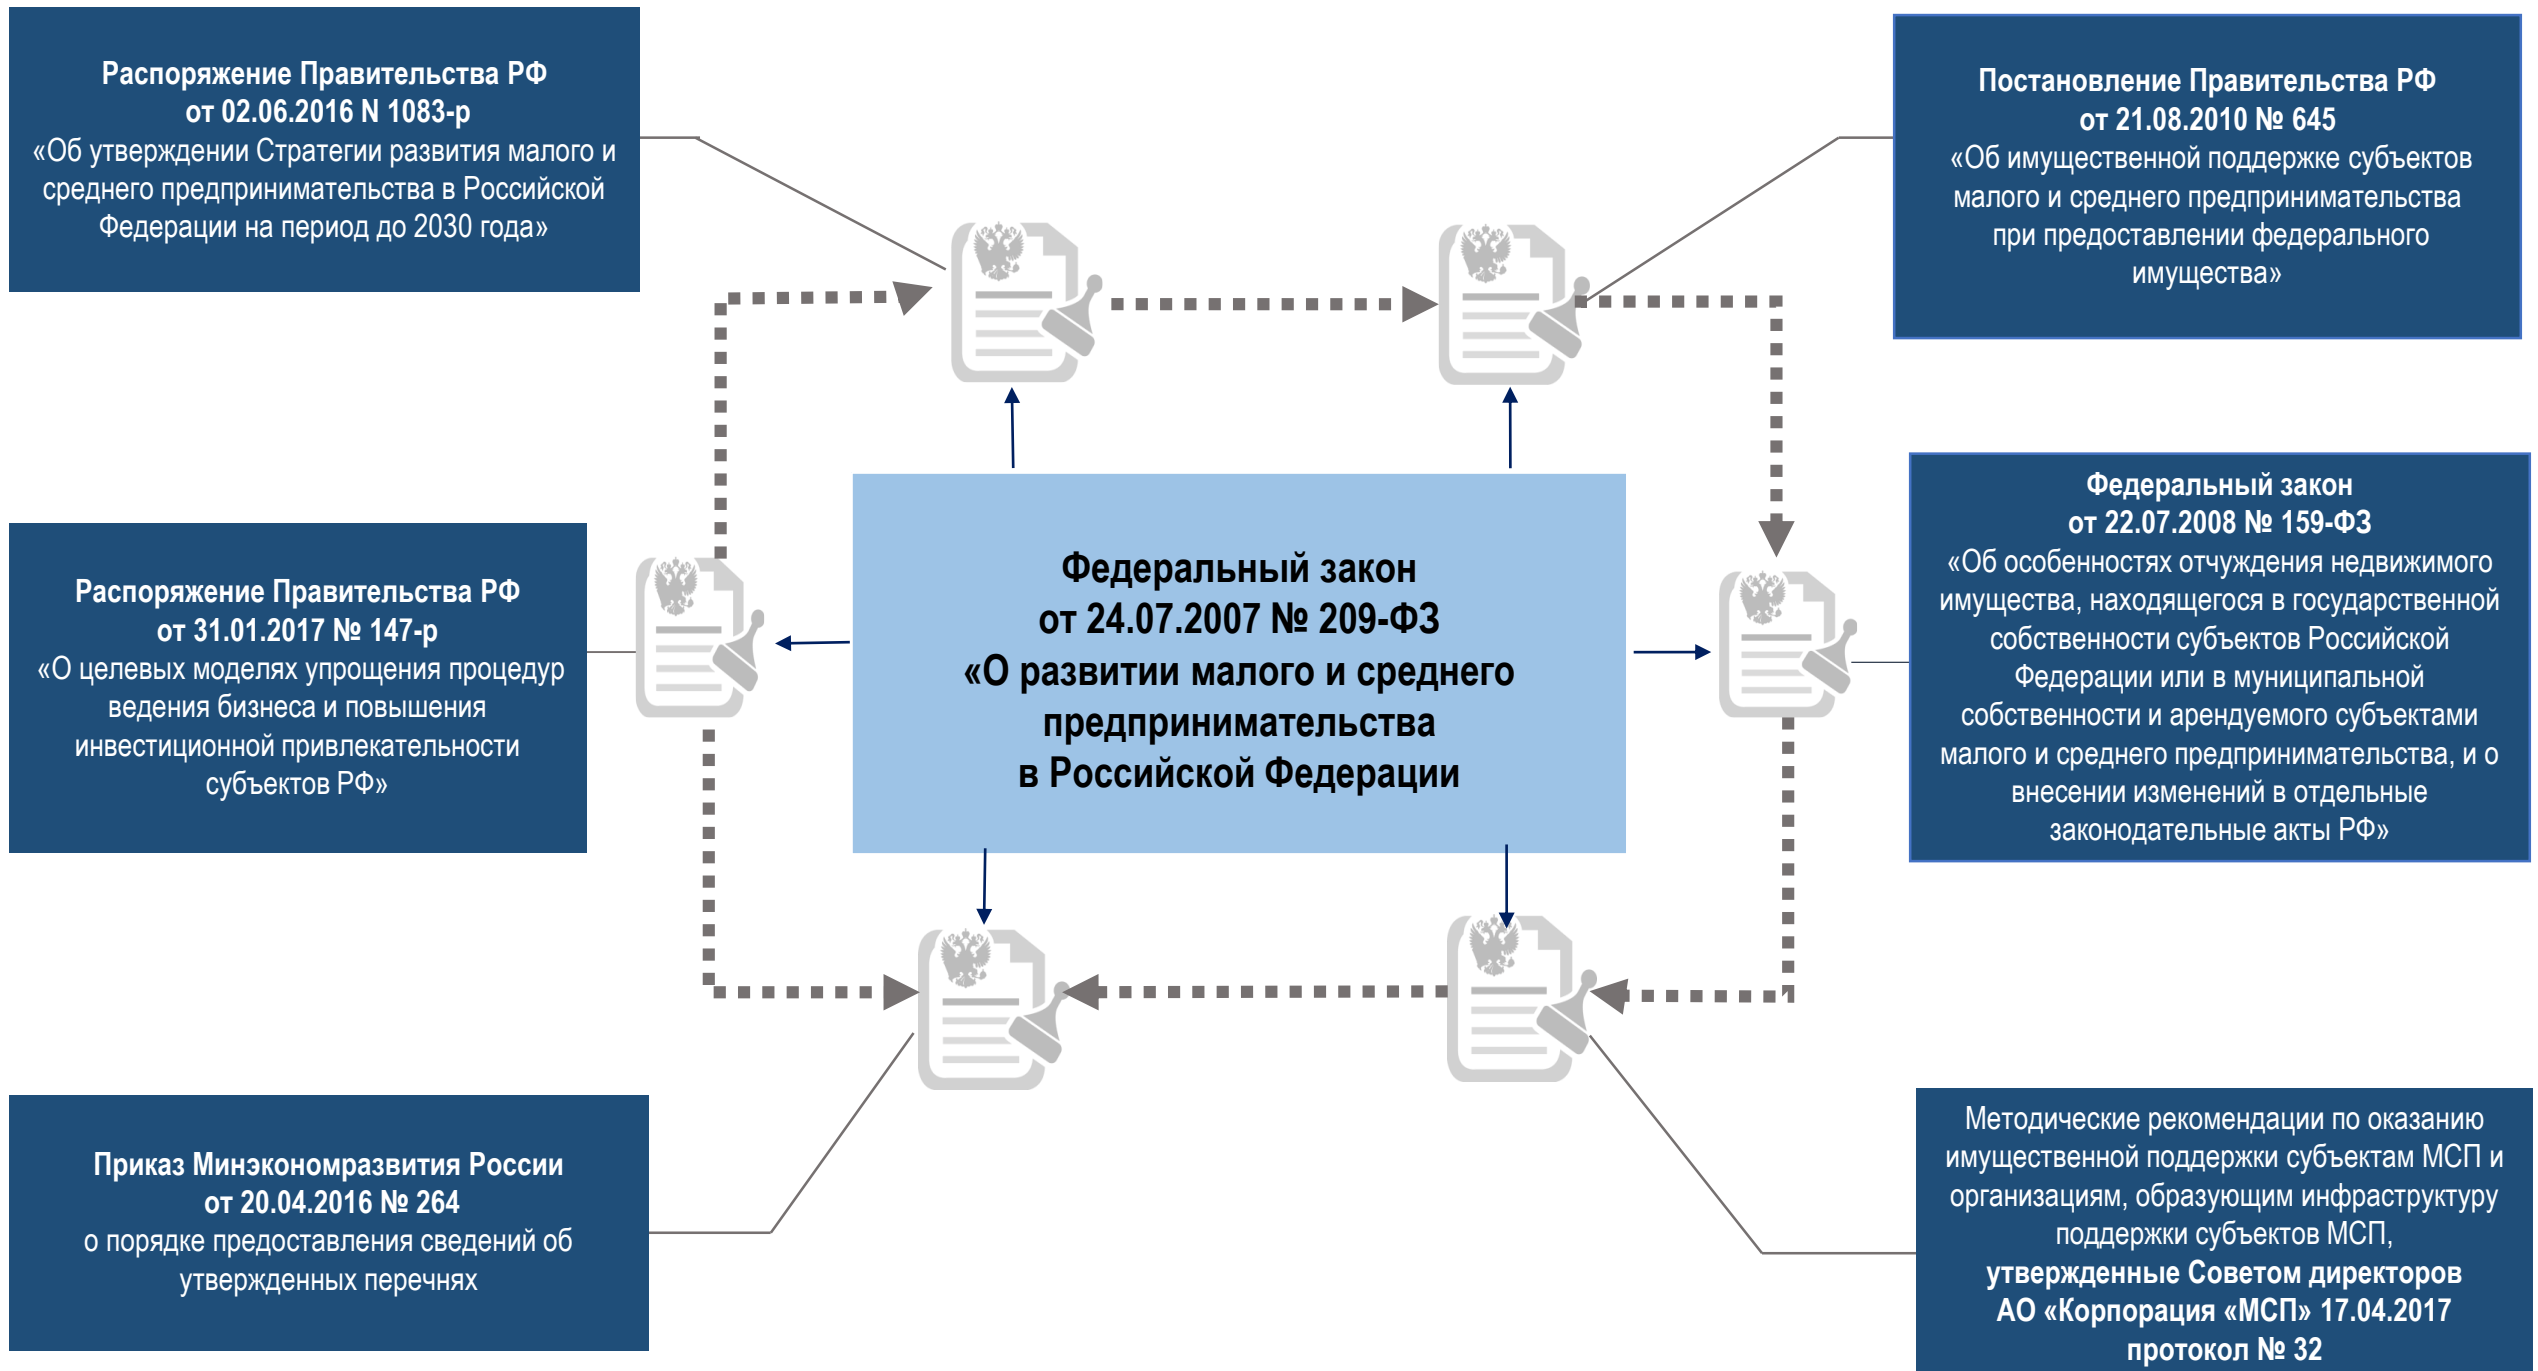 Распоряжение Правительства РФ
от 02.06.2016 N 1083-р
«Об утверждении Стратегии развития малого и
среднего предпринимательства в Российской
Федерации на период до 2030 года»
Постановление Правительства РФ
от 21.08.2010 № 645
«Об имущественной поддержке субъектов
малого и среднего предпринимательства
при предоставлении федерального
имущества»
Распоряжение Правительства РФ
от 31.01.2017 № 147-р
«О целевых моделях упрощения процедур
ведения бизнеса и повышения
инвестиционной привлекательности
субъектов РФ»
Федеральный закон
от 24.07.2007 № 209-ФЗ
«О развитии малого и среднего
предпринимательства
в Российской Федерации
Федеральный закон
от 22.07.2008 № 159-ФЗ
«Об особенностях отчуждения недвижимого
имущества, находящегося в государственной
собственности субъектов Российской
Федерации или в муниципальной
собственности и арендуемого субъектами
малого и среднего предпринимательства, и о
внесении изменений в отдельные
законодательные акты РФ»
Приказ Минэкономразвития России
от 20.04.2016 № 264
о порядке предоставления сведений об
утвержденных перечнях
Методические рекомендации по оказанию
имущественной поддержки субъектам МСП и
организациям, образующим инфраструктуру
поддержки субъектов МСП,
утвержденные Советом директоров
АО «Корпорация «МСП» 17.04.2017
протокол № 32